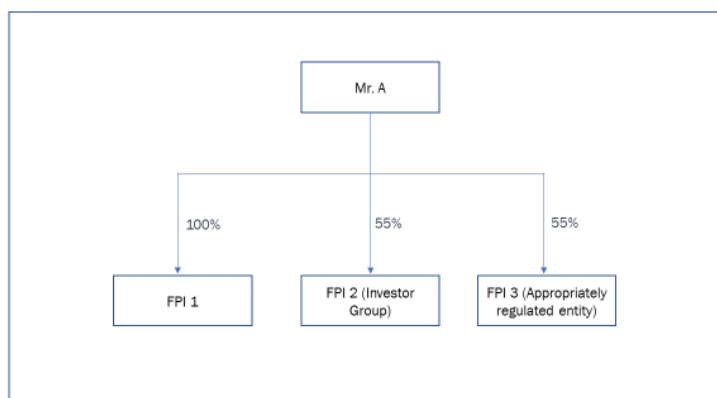 Mr. A
100%
55%
55%
FPI 1
FPI 2 (Investor
Group)
FPI 3 (Appropriately
regulated entity)